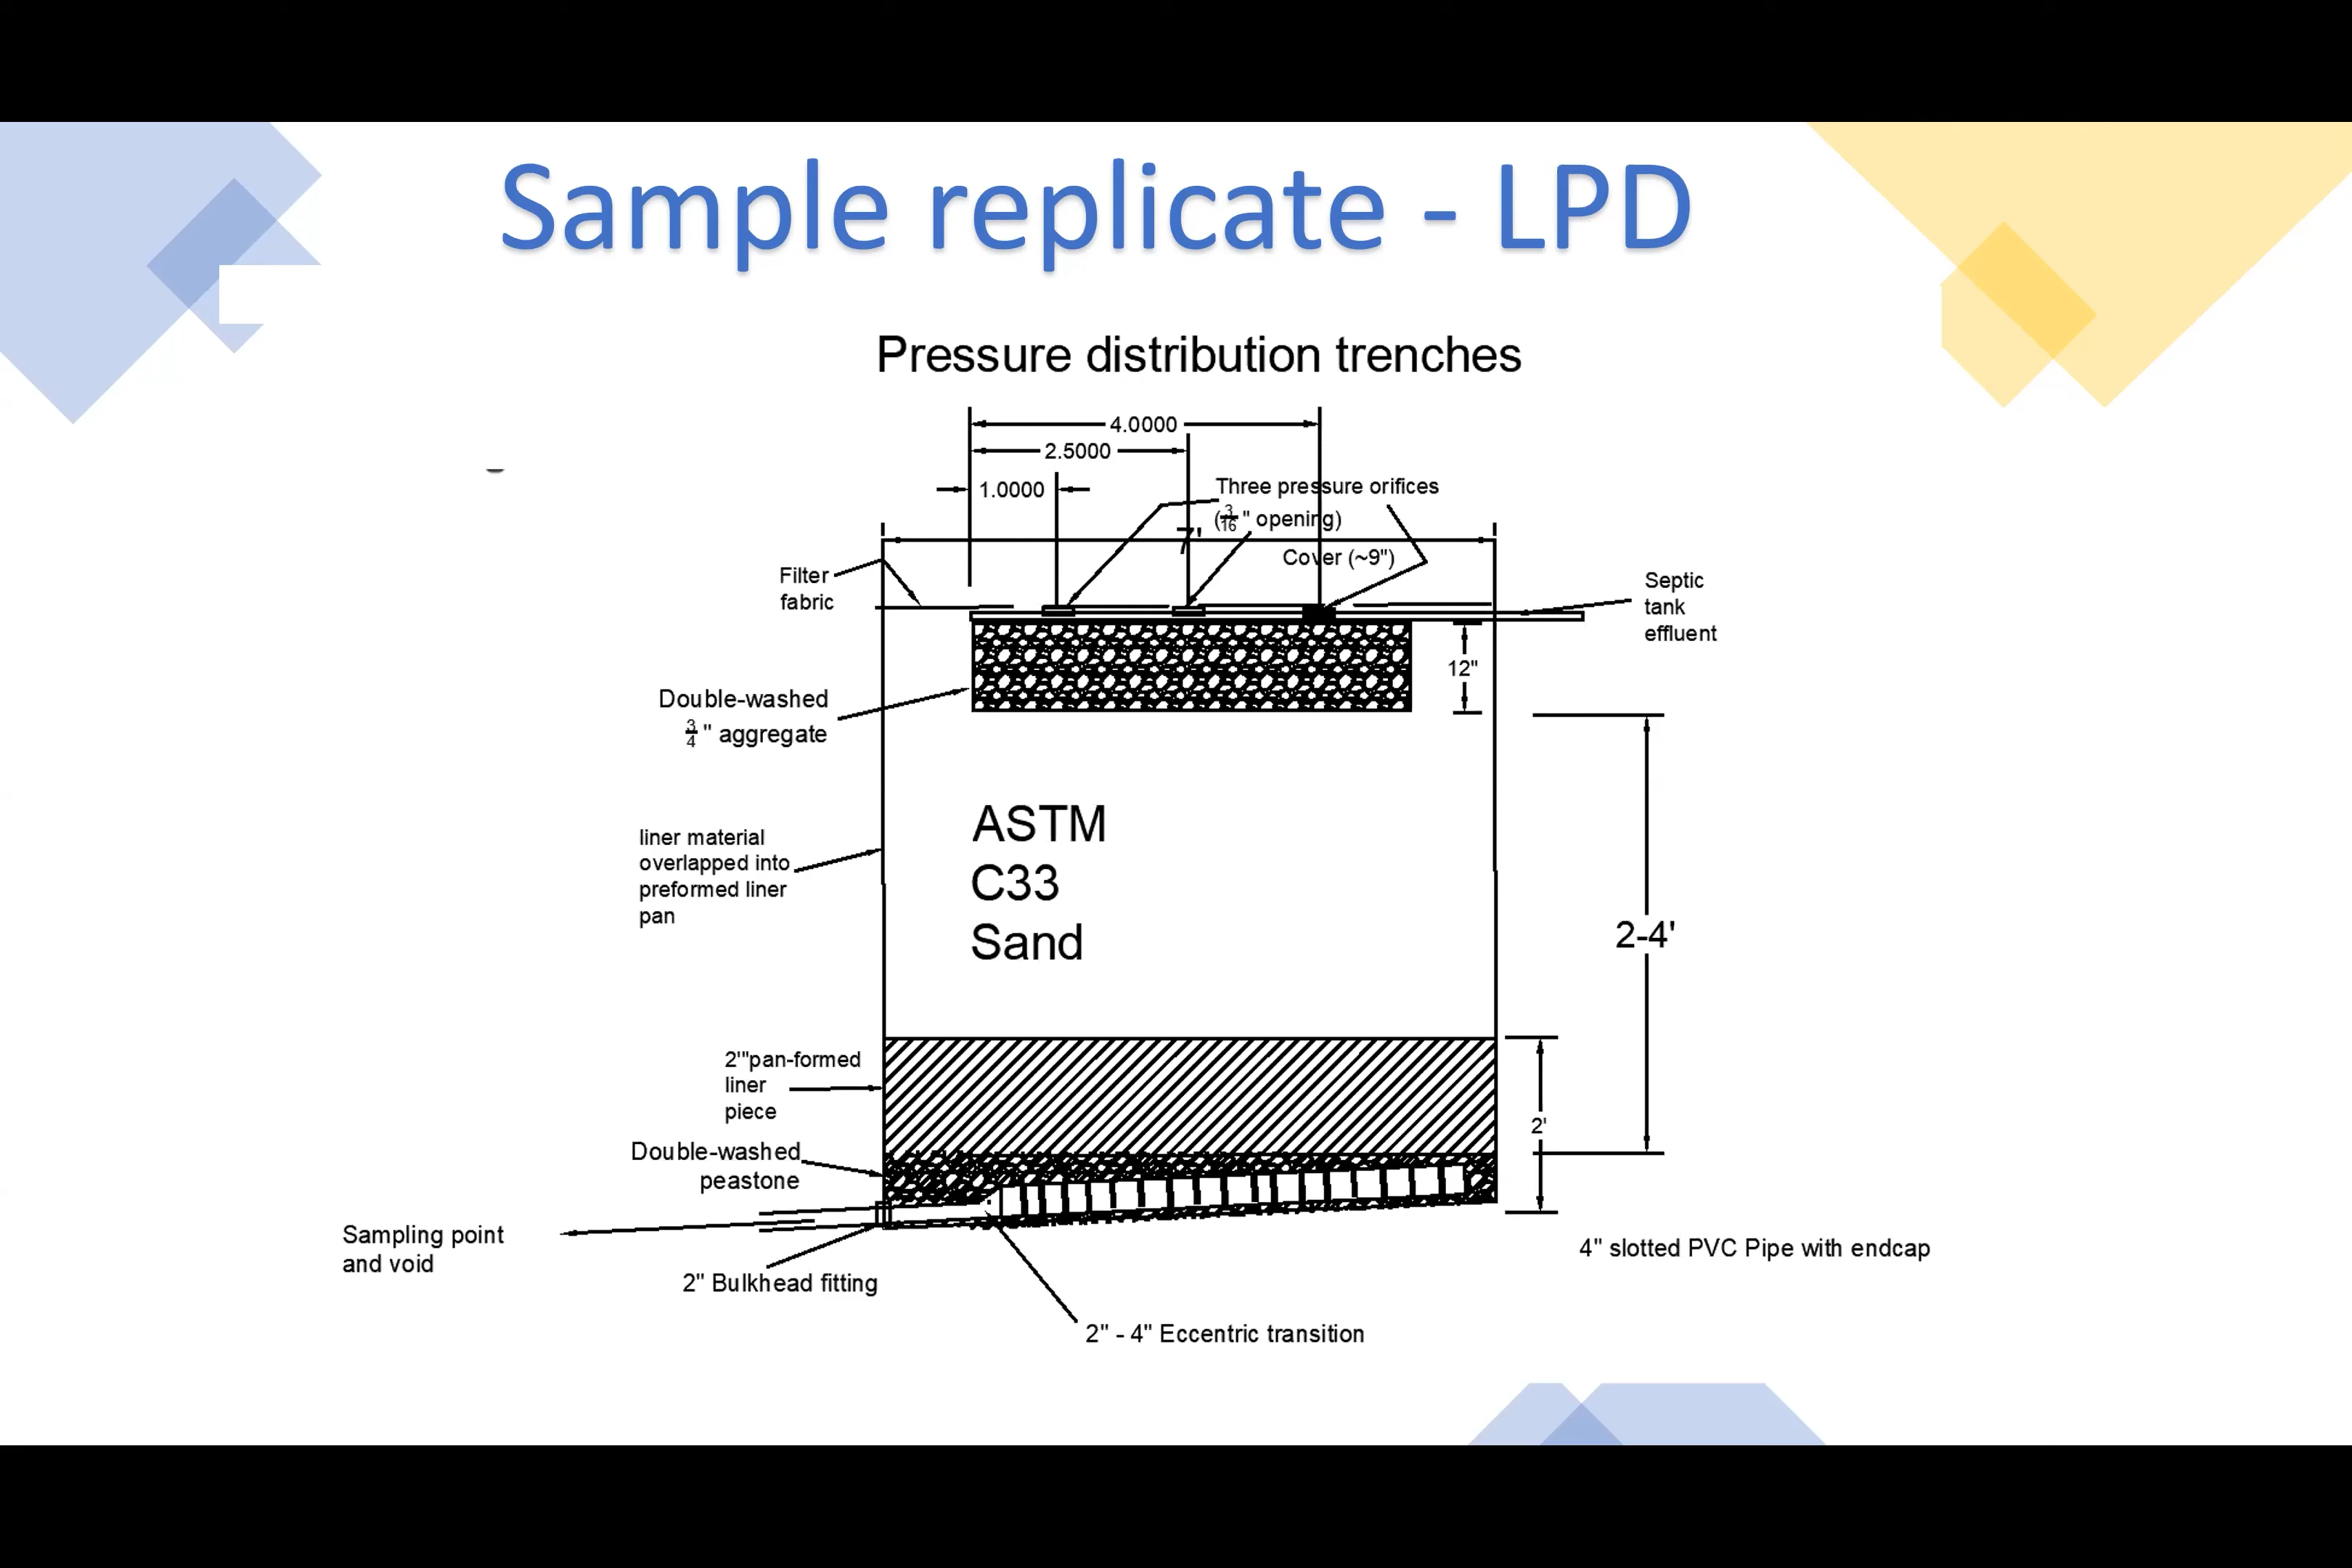 Sample replicate - LPD
Pressure distribution trenches
4.0000
2.5000
1.0000
Three pressure orifices
(3/16 " opening)
7'
Cover (~9")
Filter
fabric
Septic
tank
effluent
12"
Double-washed
3/4 " aggregate
ASTM
C33
Sand
liner material
overlapped into
preformed liner
pan
2-4'
2'"pan-formed
liner
piece
2'
Double-washed
peastone
Sampling point
and void
2" Bulkhead fitting
4" slotted PVC Pipe with endcap
2" - 4" Eccentric transition